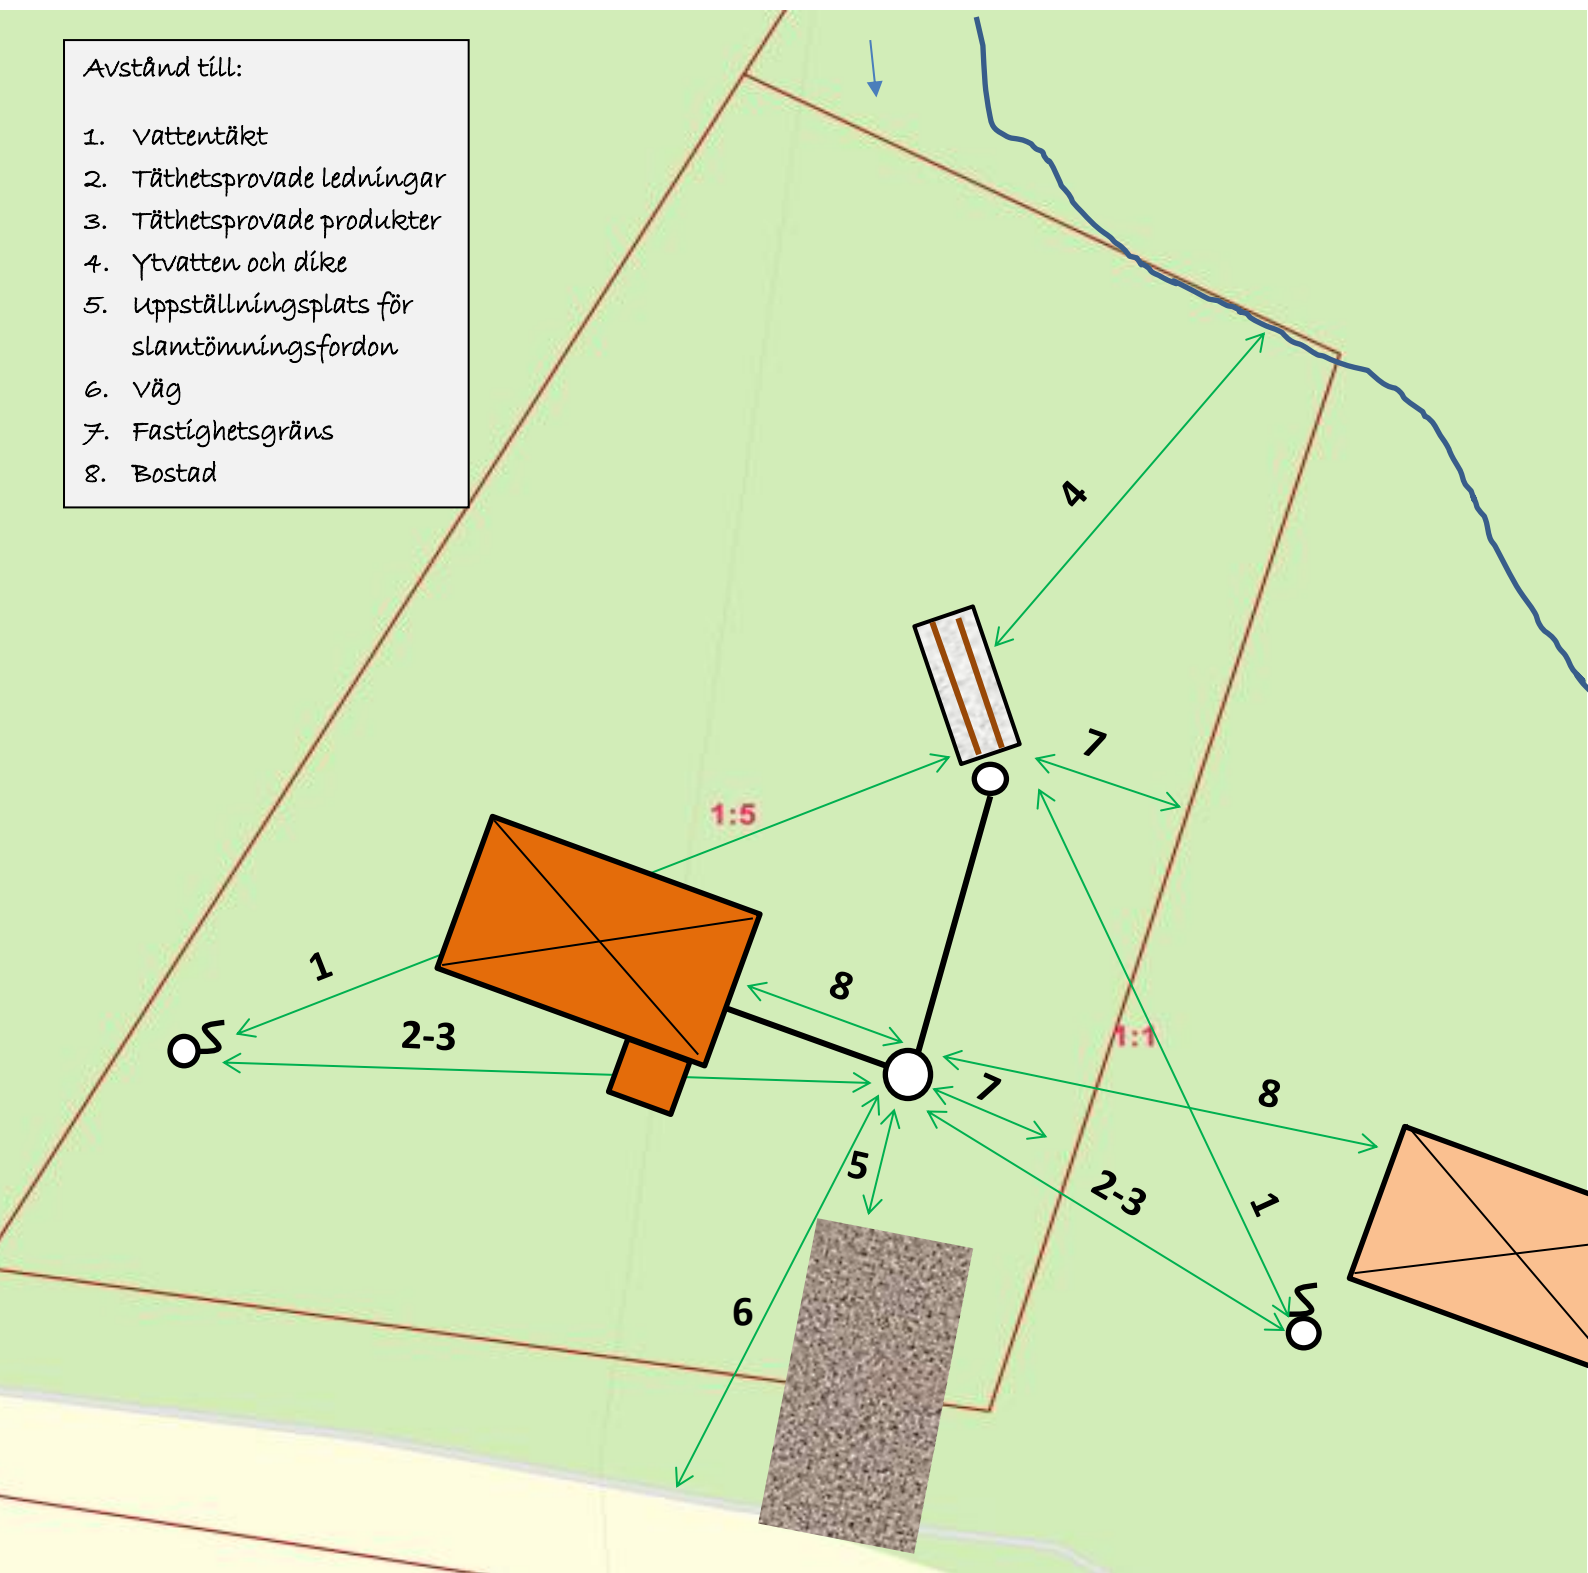 Avstånd till:
1. Vattentäkt
2. Täthetsprovade ledningar
3. Täthetsprovade produkter
4. Ytvatten och dike
5. Uppställningsplats för
slamtömningsfordon
6. Väg
7. Fastighetsgräns
8. Bostad
4
7
1:5
1
8
2-3
1:1
7
8
5
2-3
1
6